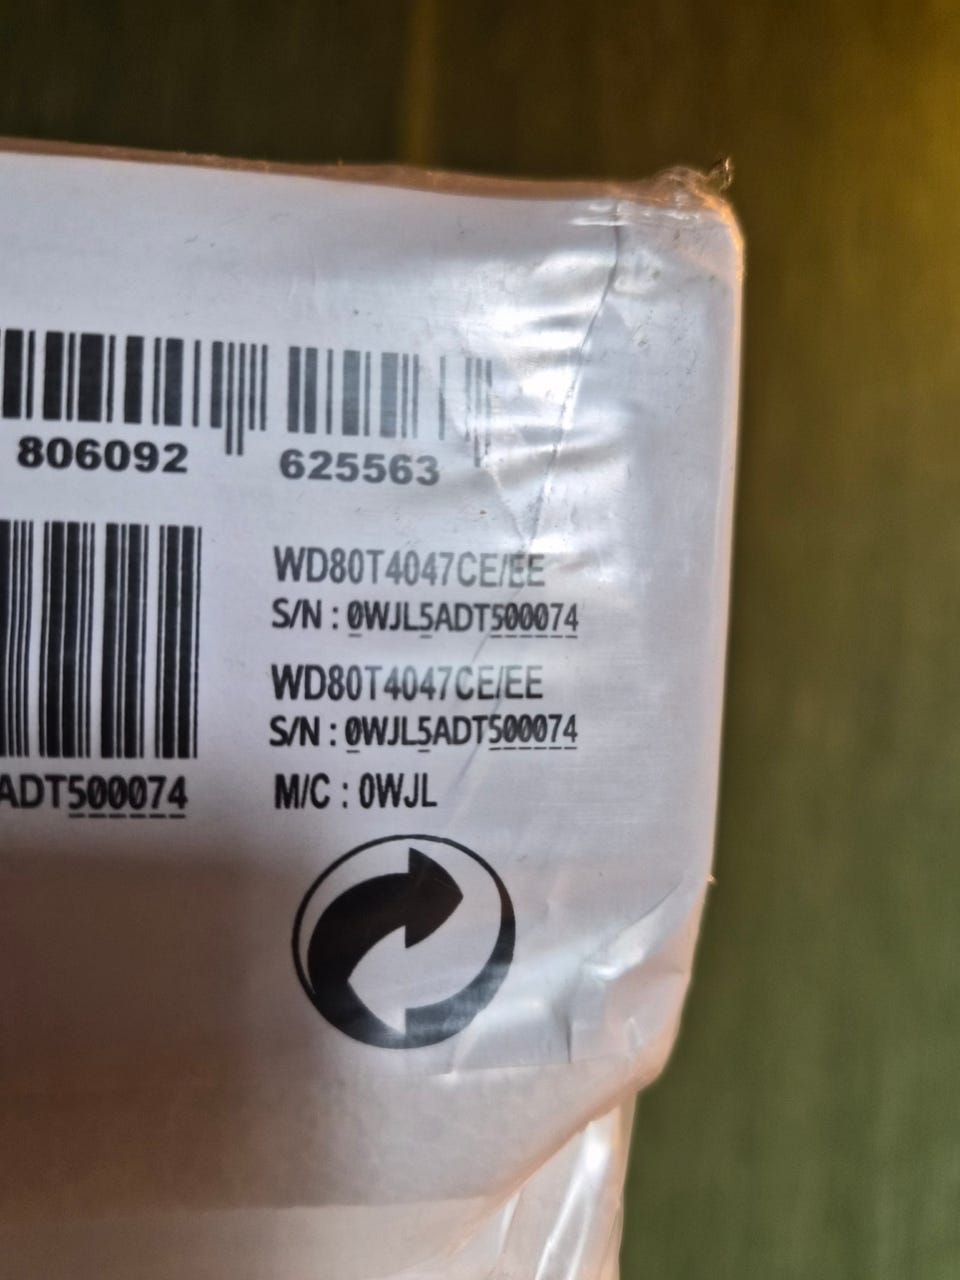 806092 625563
WD80T4047CE/EE
S/N : 0WJL5ADT500074
WD80T4047CE/EE
S/N : 0WJL5ADT500074
ADT500074
M/C : 0WJL